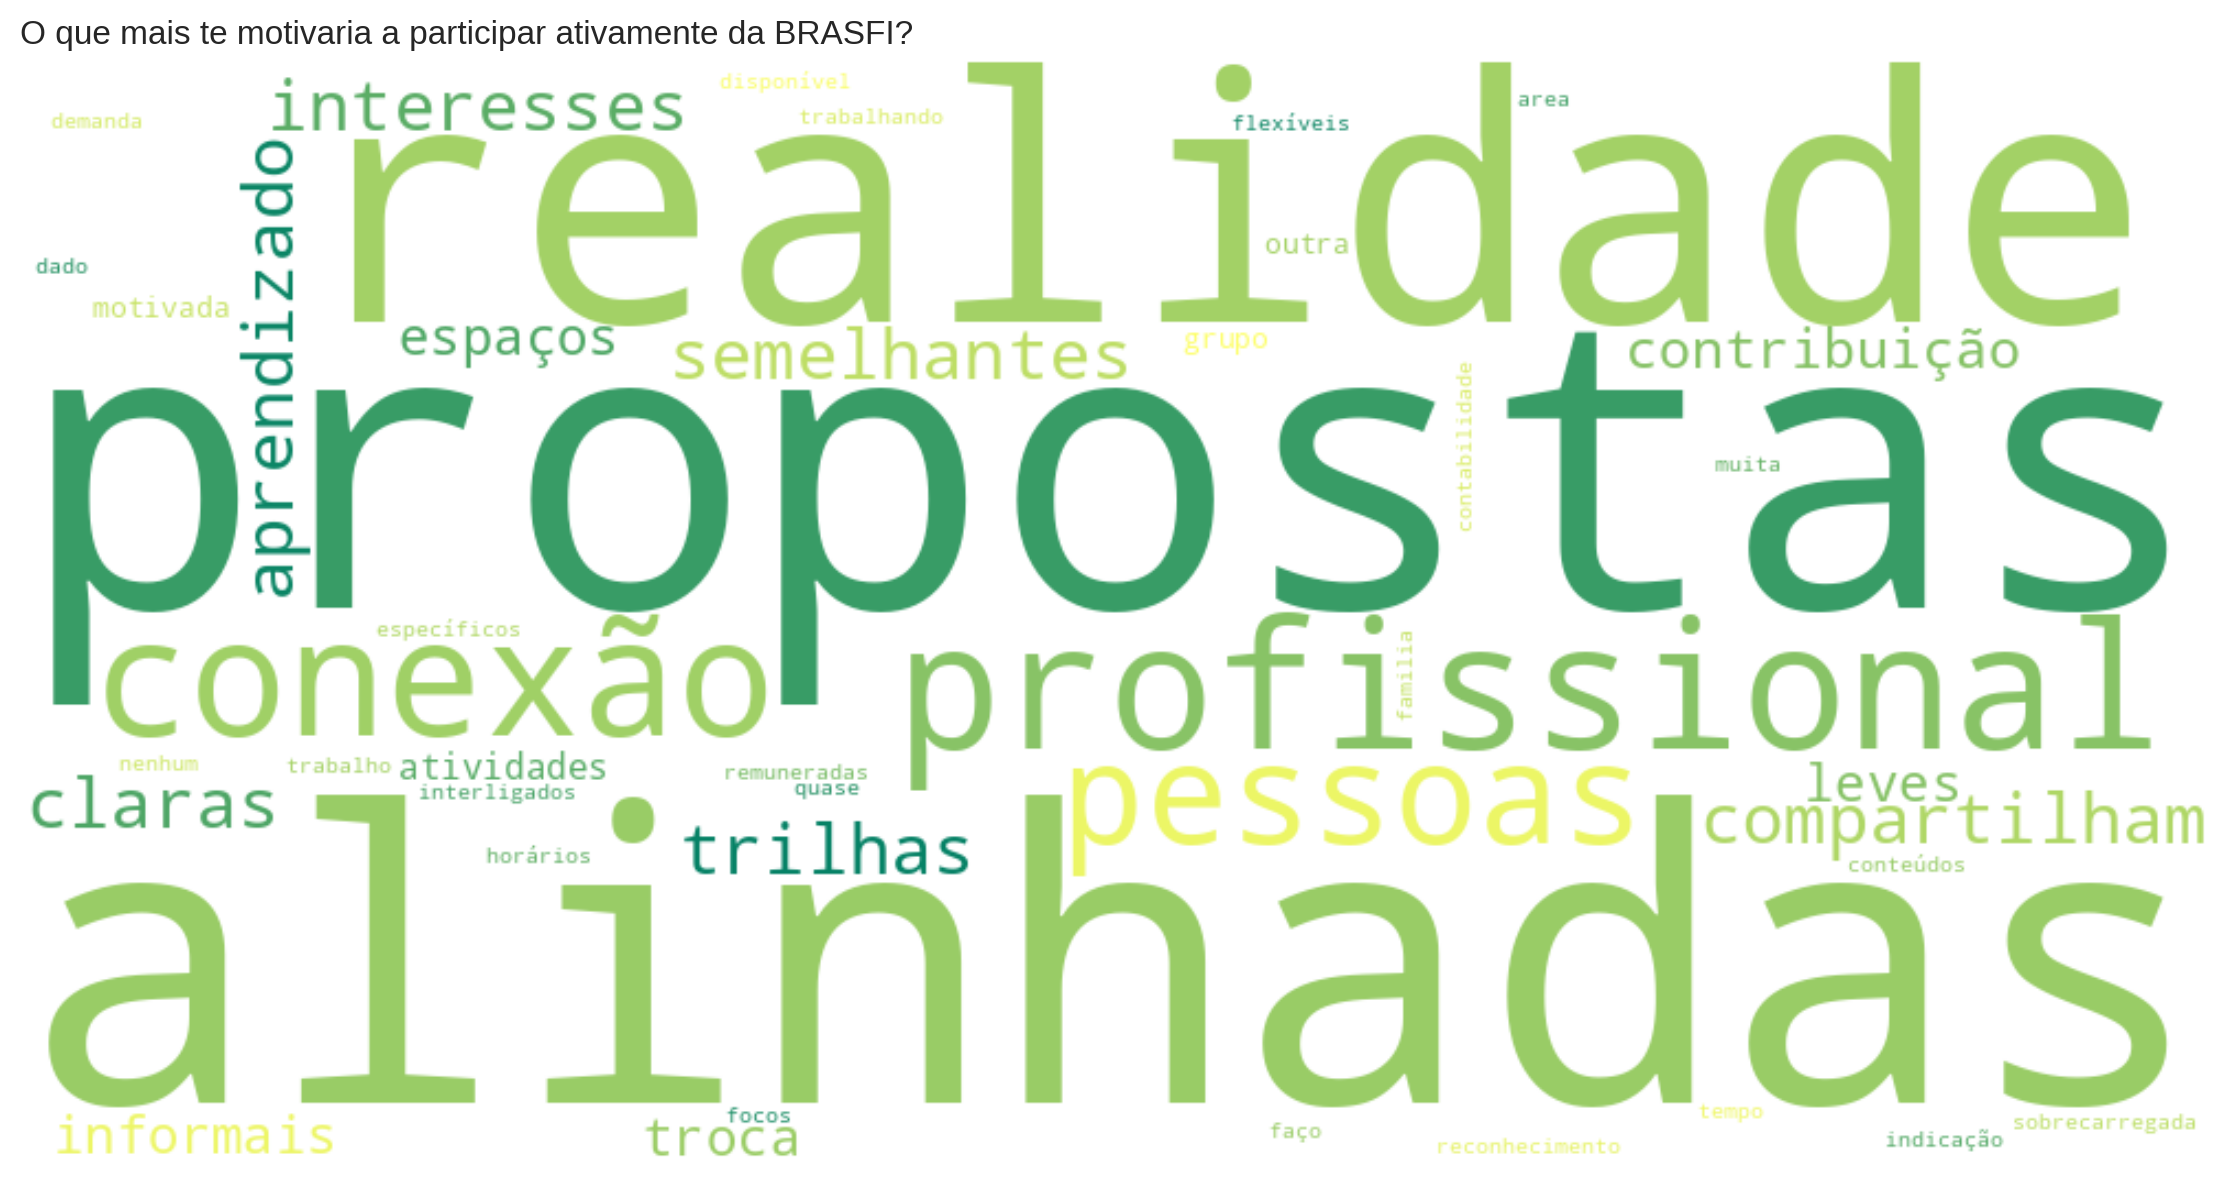 O que mais te motivaria a participar ativamente da BRASFI?
disponível
interesses
area
trabalhando
demanda
flexíveis
realidade
aprendizado
outra
dado
motivada
espaços
semelhantes
grupo
contribuição
contabilidade
propostas
muita
específicos
conexão
profissional
familia
nenhum
trabalho
atividades
remuneradas
interligados
quase
pessoas
leves
claras
compartilham
trilhas
horários
conteúdos
alinhadas
informais
focos
troca
faço
tempo
reconhecimento
indicação
sobrecarregada